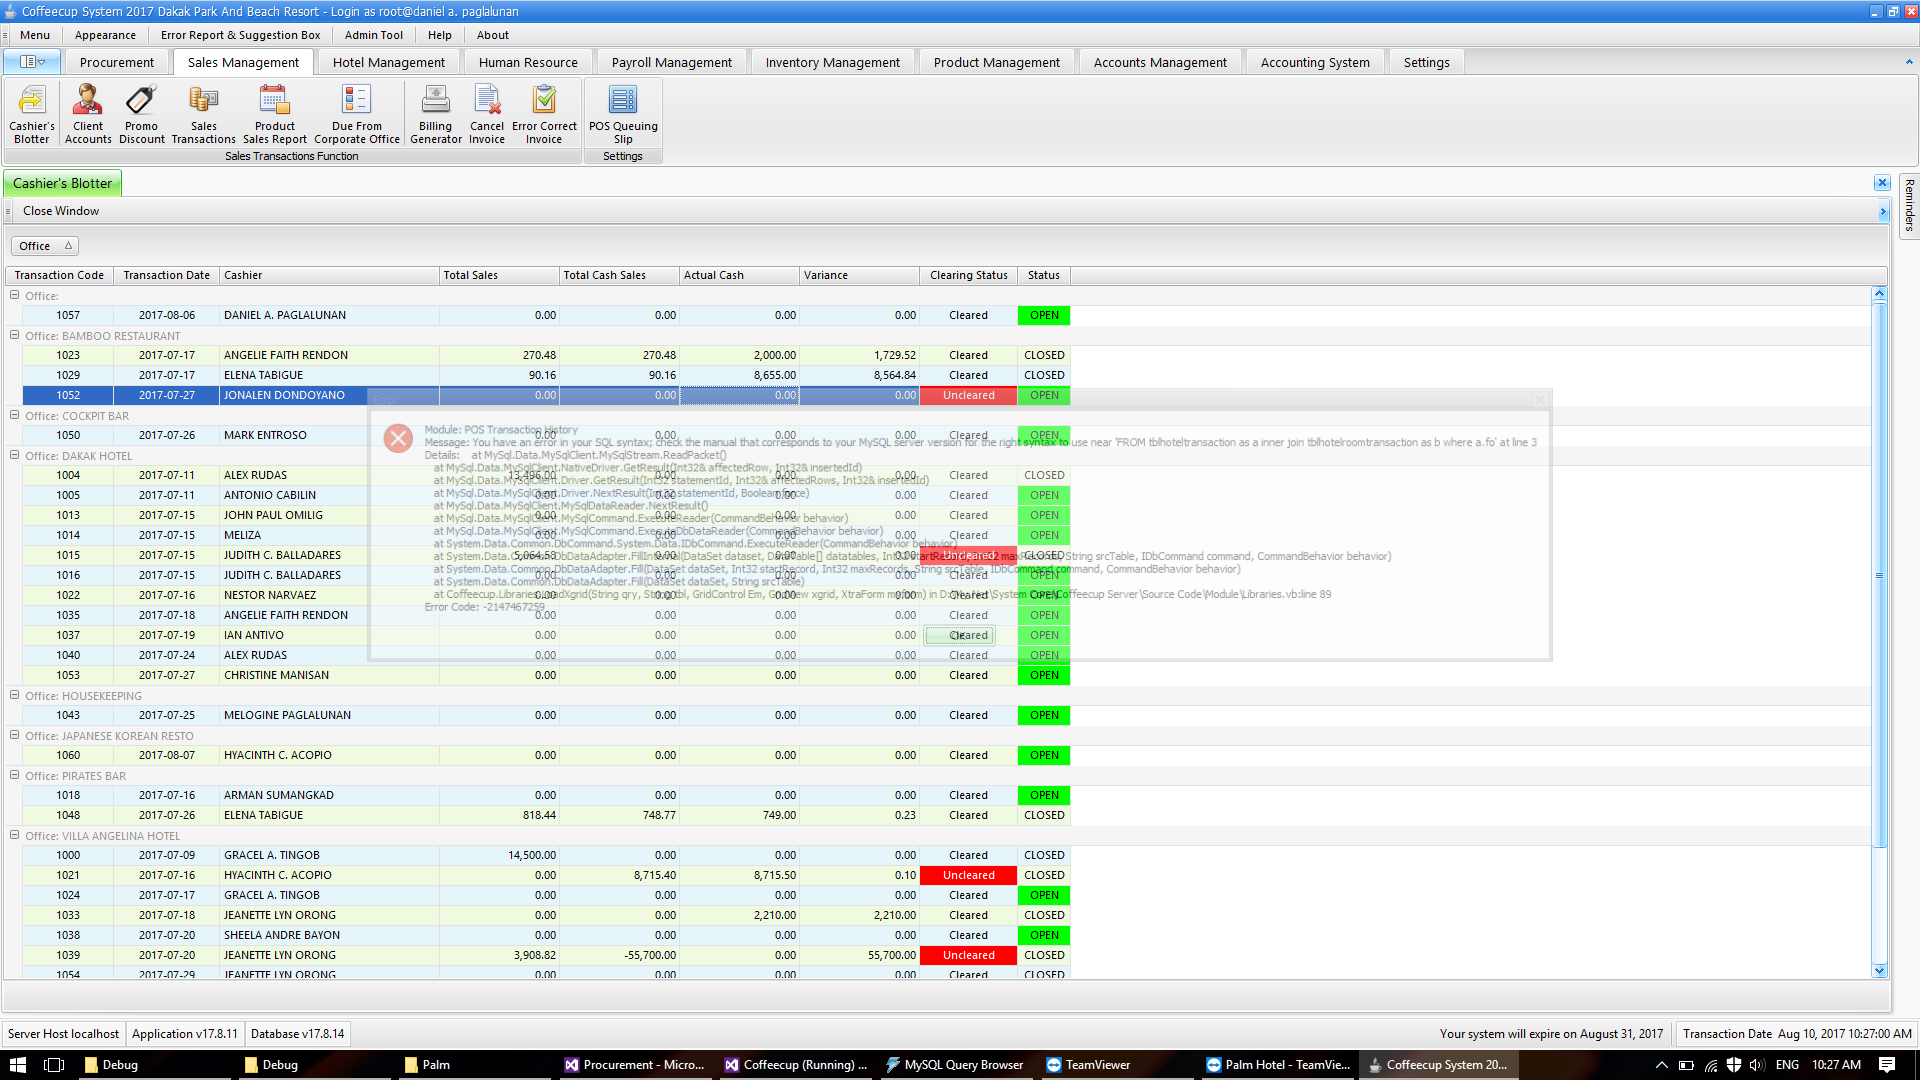 Coffeecup System 2017 Dakak Park And Beach Resort - Login as root@daniel a. paglalunan
Menu Appearance Error Report & Suggestion Box Admin Tool Help About
Procurement Sales Management Hotel Management Human Resource Payroll Management Inventory Management Product Management Accounts Management Accounting System Settings
Cashier's Blotter
Client Accounts
Promo Discount
Sales Transactions
Product Sales Report
Due From Corporate Office
Billing Generator
Cancel Invoice
Error Correct Invoice
POS Queuing Slip
Sales Transactions Function
Settings
Cashier's Blotter
Reminders
Close Window
Office
Transaction Code Transaction Date Cashier Total Sales Total Cash Sales Actual Cash Variance Clearing Status Status
Office:
1057 2017-08-06 DANIEL A. PAGLALUNAN 0.00 0.00 0.00 0.00 Cleared OPEN
Office: BAMBOO RESTAURANT
1023 2017-07-17 ANGELIE FAITH RENDON 270.48 270.48 2,000.00 1,729.52 Cleared CLOSED
1029 2017-07-17 ELENA TABIGUE 90.16 90.16 8,655.00 8,564.84 Cleared CLOSED
1052 2017-07-27 JONALEN DONDOYANO 0.00 0.00 0.00 0.00 Uncleared OPEN
Office: COCKPIT BAR
1050 2017-07-26 MARK ENTROSO 0.00 0.00 0.00 0.00 Cleared OPEN
Office: DAKAK HOTEL
1004 2017-07-11 ALEX RUDAS 13,496.00 0.00 0.00 0.00 Cleared CLOSED
1005 2017-07-11 ANTONIO CABILIN 0.00 0.00 0.00 0.00 Cleared OPEN
1013 2017-07-15 JOHN PAUL OMILIG 0.00 0.00 0.00 0.00 Cleared OPEN
1014 2017-07-15 MELIZA 0.00 0.00 0.00 0.00 Cleared OPEN
1015 2017-07-15 JUDITH C. BALLADARES 5,064.58 0.00 0.00 0.00 Uncleared CLOSED
1016 2017-07-15 JUDITH C. BALLADARES 0.00 0.00 0.00 0.00 Cleared OPEN
1022 2017-07-16 NESTOR NARVAEZ 0.00 0.00 0.00 0.00 Cleared OPEN
1035 2017-07-18 ANGELIE FAITH RENDON 0.00 0.00 0.00 0.00 Cleared OPEN
1037 2017-07-19 IAN ANTIVO 0.00 0.00 0.00 0.00 Cleared OPEN
1040 2017-07-24 ALEX RUDAS 0.00 0.00 0.00 0.00 Cleared OPEN
1053 2017-07-27 CHRISTINE MANISAN 0.00 0.00 0.00 0.00 Cleared OPEN
Office: HOUSEKEEPING
1043 2017-07-25 MELOGINE PAGLALUNAN 0.00 0.00 0.00 0.00 Cleared OPEN
Office: JAPANESE KOREAN RESTO
1060 2017-08-07 HYACINTH C. ACOPIO 0.00 0.00 0.00 0.00 Cleared OPEN
Office: PIRATES BAR
1018 2017-07-16 ARMAN SUMANGKAD 0.00 0.00 0.00 0.00 Cleared OPEN
1048 2017-07-26 ELENA TABIGUE 818.44 748.77 749.00 0.23 Cleared CLOSED
Office: VILLA ANGELINA HOTEL
1000 2017-07-09 GRACEL A. TINGOB 14,500.00 0.00 0.00 0.00 Cleared CLOSED
1021 2017-07-16 HYACINTH C. ACOPIO 0.00 8,715.40 8,715.50 0.10 Uncleared CLOSED
1024 2017-07-17 GRACEL A. TINGOB 0.00 0.00 0.00 0.00 Cleared OPEN
1033 2017-07-18 JEANETTE LYN ORONG 0.00 0.00 2,210.00 2,210.00 Cleared CLOSED
1038 2017-07-20 SHEELA ANDRE BAYON 0.00 0.00 0.00 0.00 Cleared OPEN
1039 2017-07-20 JEANETTE LYN ORONG 3,908.82 -55,700.00 0.00 55,700.00 Uncleared CLOSED
1054 2017-07-29 JEANETTE LYN ORONG 0.00 0.00 0.00 0.00 Cleared CLOSED
Error
Module: POS Transaction History
Message: You have an error in your SQL syntax; check the manual that corresponds to your MySQL server version for the right syntax to use near 'FROM tblhoteltransaction as a inner join tblhotelroomtransaction as b where a.fo' at line 3
Details: at MySql.Data.MySqlClient.MySqlStream.ReadPacket()
at MySql.Data.MySqlClient.NativeDriver.GetResult(Int32& affectedRow, Int32& insertedId)
at MySql.Data.MySqlClient.Driver.GetResult(Int32 statementId, Int32& affectedRows, Int32& insertedId)
at MySql.Data.MySqlClient.Driver.NextResult(Int32 statementId, Boolean force)
at MySql.Data.MySqlClient.MySqlDataReader.NextResult()
at MySql.Data.MySqlClient.MySqlCommand.ExecuteReader(CommandBehavior behavior)
at MySql.Data.MySqlClient.MySqlCommand.ExecuteDbDataReader(CommandBehavior behavior)
at System.Data.Common.DbCommand.System.Data.IDbCommand.ExecuteReader(CommandBehavior behavior)
at System.Data.Common.DbDataAdapter.FillInternal(DataSet dataset, DataTable[] datatables, Int32 startRecord, Int32 maxRecords, String srcTable, IDbCommand command, CommandBehavior behavior)
at System.Data.Common.DbDataAdapter.Fill(DataSet dataSet, Int32 startRecord, Int32 maxRecords, String srcTable, IDbCommand command, CommandBehavior behavior)
at System.Data.Common.DbDataAdapter.Fill(DataSet dataSet, String srcTable)
at Coffeecup.Libraries.LoadXgrid(String qry, String tbl, GridControl Em, GridView xgrid, XtraForm Code\Coffeecup Server\Source Code\Module\Libraries.vb:line 89
Error Code: -2147467259
OK
Server Host localhost Application v17.8.11 Database v17.8.14 Your system will expire on August 31, 2017 Transaction Date Aug 10, 2017 10:27:00 AM
Debug Debug Palm Procurement - Micro... Coffeecup (Running) ... MySQL Query Browser TeamViewer Palm Hotel - TeamVie... Coffeecup System 20... ENG 10:27 AM